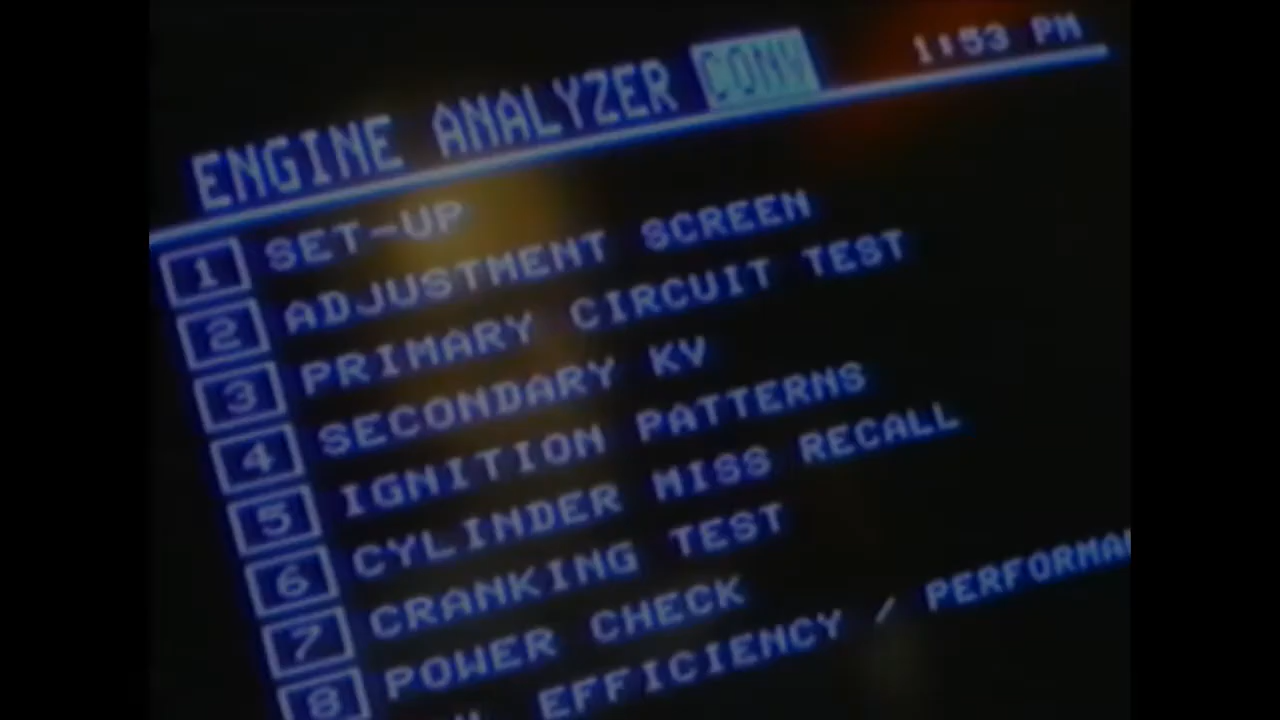 ENGINE ANALYZER CONV 1:53 PM
1 SET-UP
2 ADJUSTMENT SCREEN
3 PRIMARY CIRCUIT TEST
4 SECONDARY KV
5 IGNITION PATTERNS
6 CYLINDER MISS RECALL
7 CRANKING TEST
8 POWER CHECK
EFFICIENCY / PERFORMA